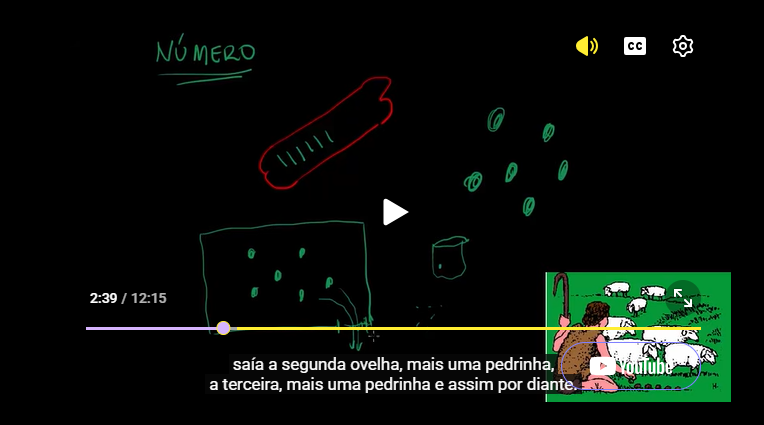 NÚMERO
CC
2:39 / 12:15
YouTube
saía a segunda ovelha, mais uma pedrinha,
a terceira, mais uma pedrinha e assim por diante.